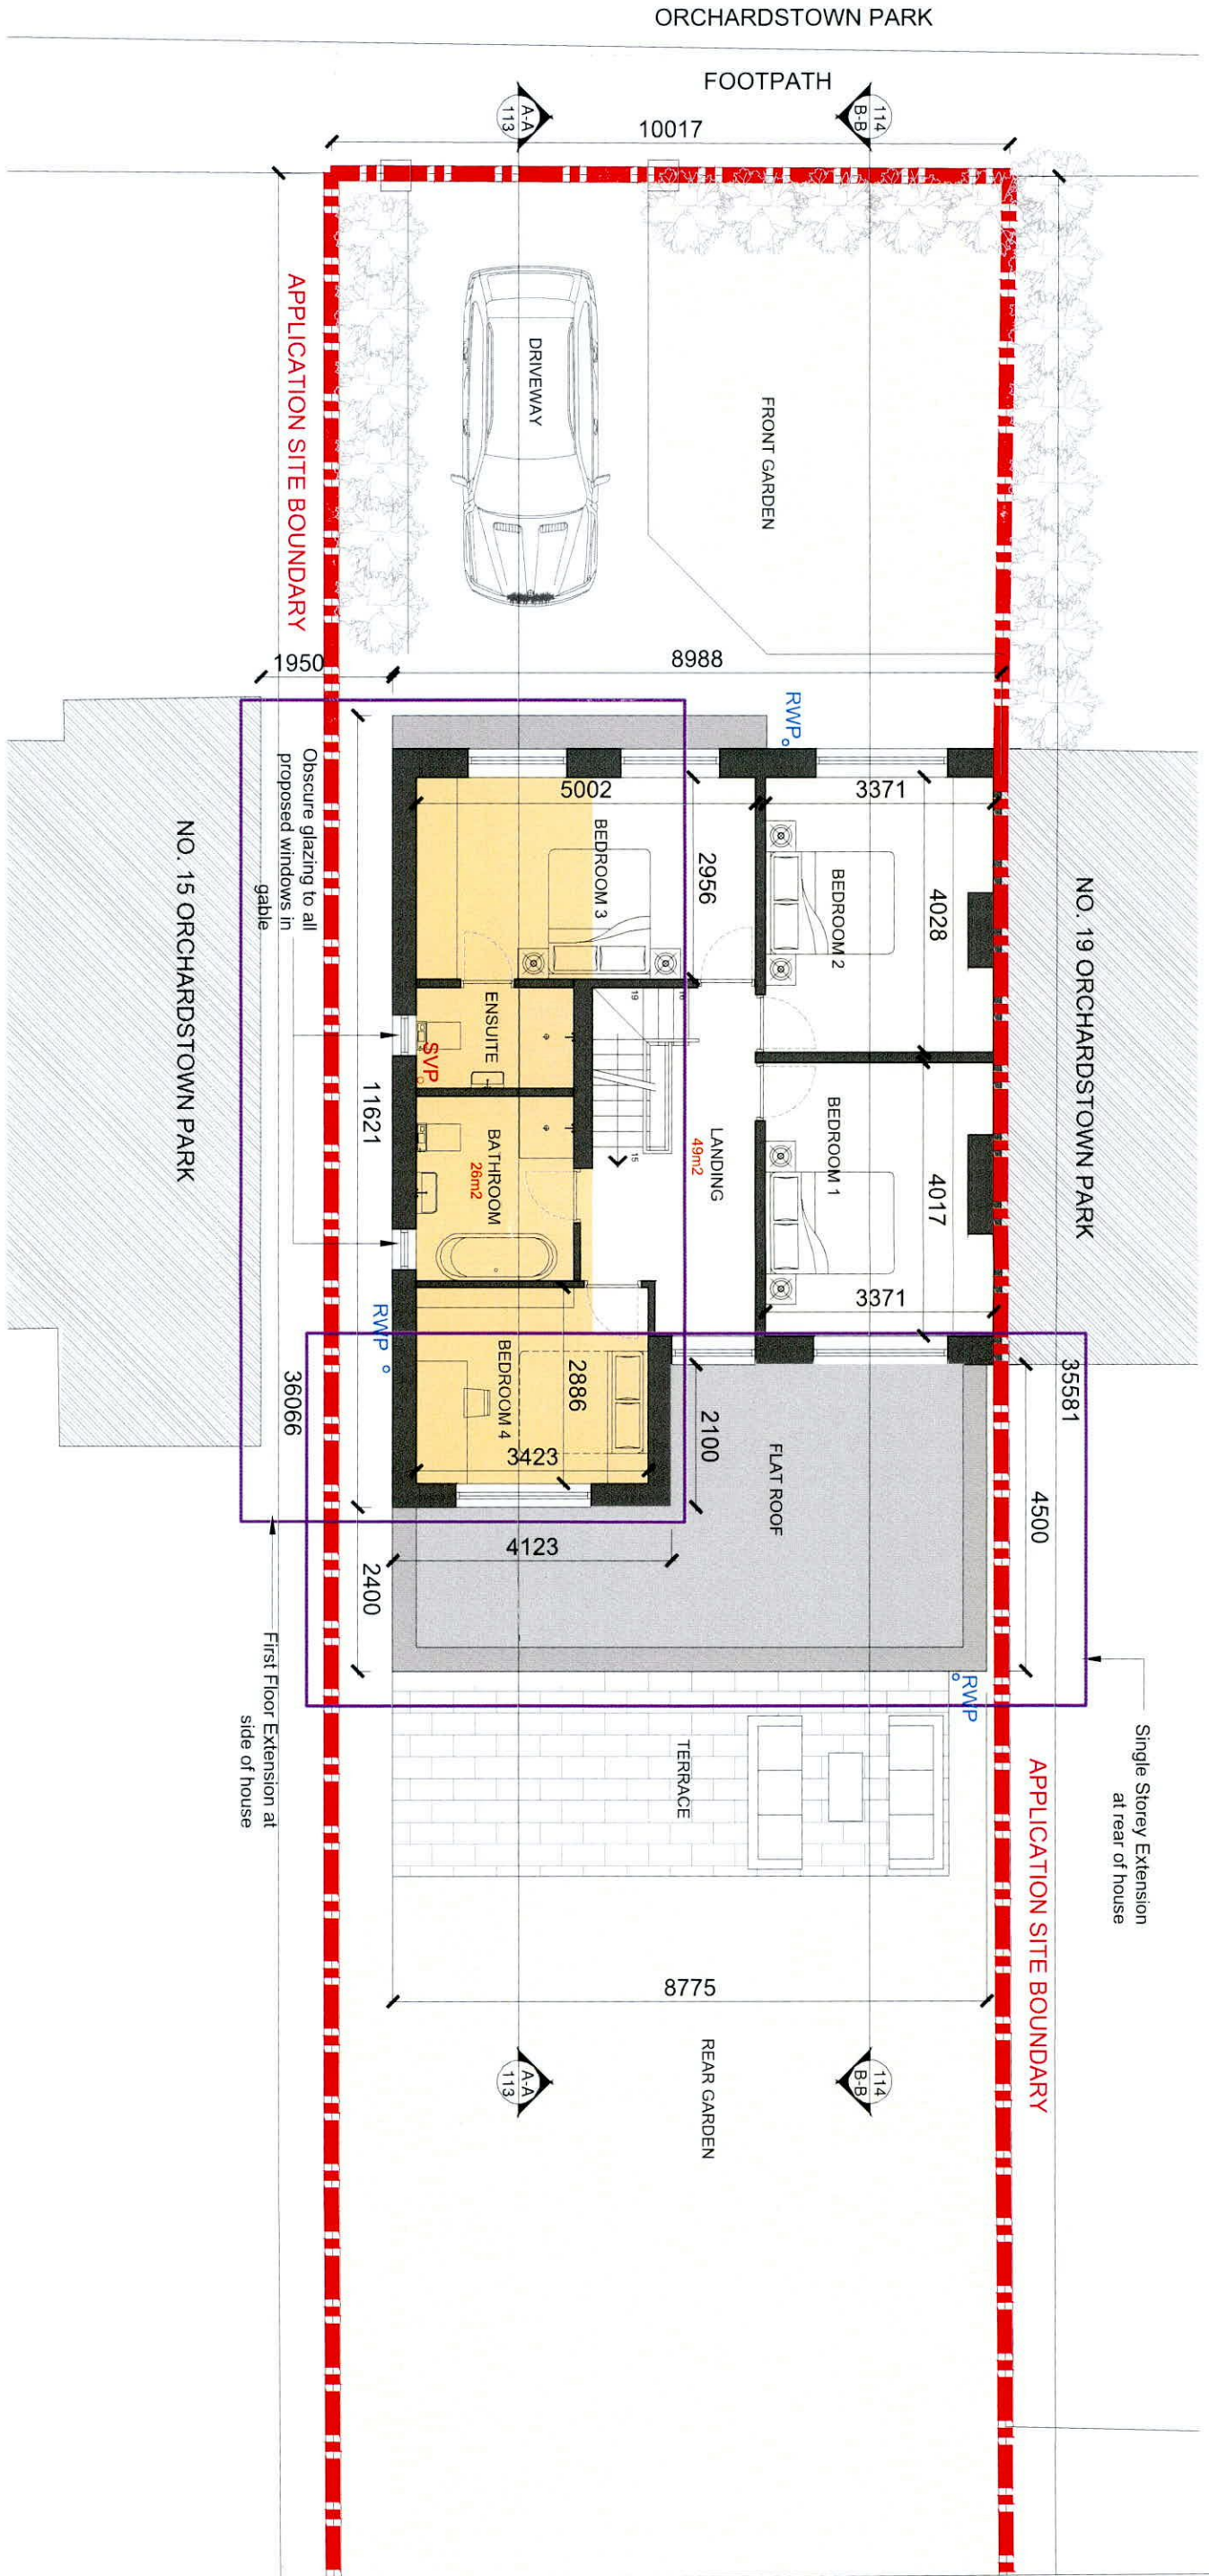 ORCHARDSTOWN PARK
FOOTPATH
A-A
113
114
B-B
10017
APPLICATION SITE BOUNDARY
DRIVEWAY
FRONT GARDEN
1950
8988
RWP
Obscure glazing to all
proposed windows in
gable
NO. 15 ORCHARDSTOWN PARK
NO. 19 ORCHARDSTOWN PARK
5002
3371
BEDROOM 3
2956
BEDROOM 2
4028
ENSUITE
SVP
19
16
15
11621
BATHROOM
26m2
LANDING
49m2
BEDROOM 1
4017
3371
RWP
36066
35581
BEDROOM 4
2886
3423
2100
FLAT ROOF
4500
4123
2400
First Floor Extension at
side of house
RWP
Single Storey Extension
at rear of house
TERRACE
APPLICATION SITE BOUNDARY
8775
REAR GARDEN
A-A
113
114
B-B